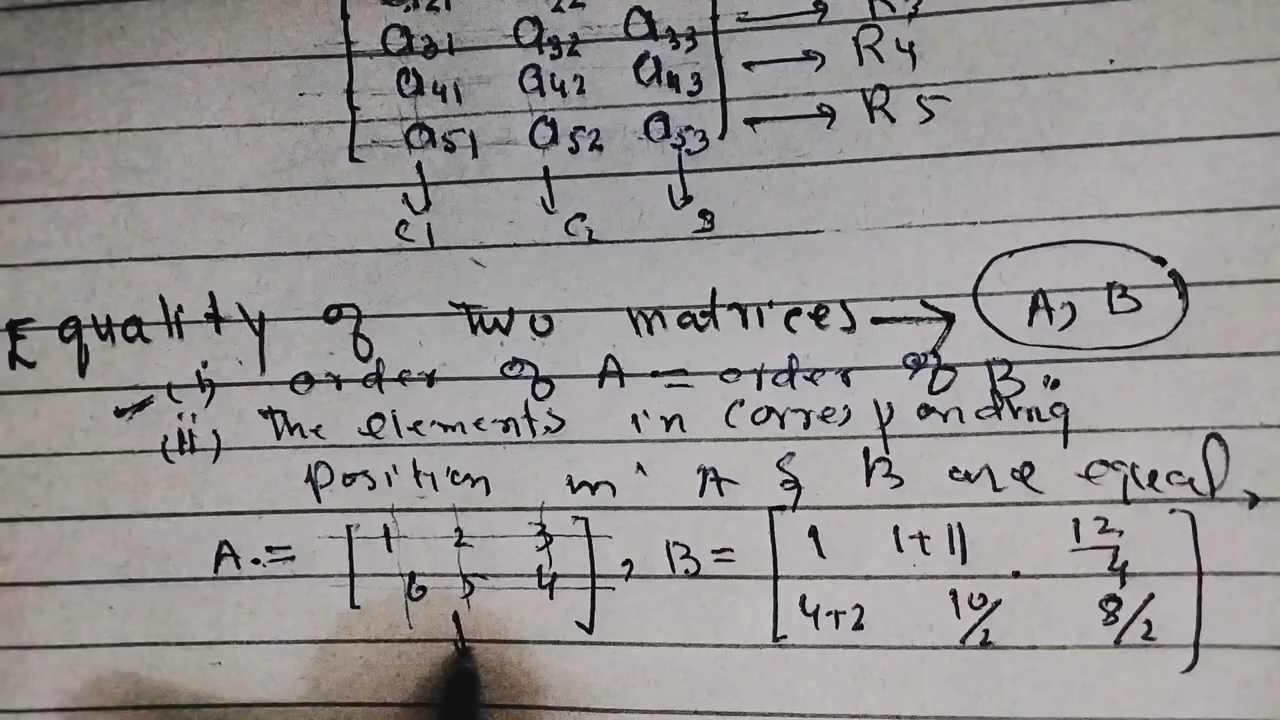 a31 a32 a33
a41 a42 a43 → R4
a51 a52 a53 → R5
C1 C2 3
Equality of two matrices → A, B
(i) order of A = order of B.
(ii) The elements in corresponding
position in A & B are equal,
A = [1 2 3], B = [1 1+11 12/4]
[6 5 4] [4+2 10/2 8/2]